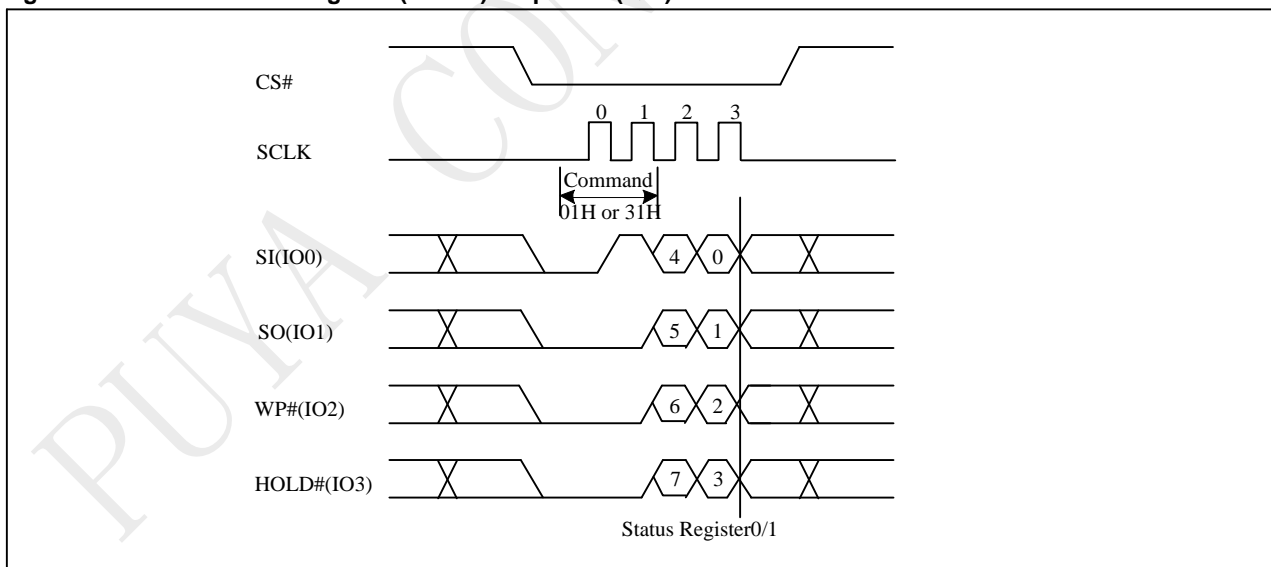 CS#
0 1 2 3
SCLK
Command
01H or 31H
SI(IO0)
4 0
SO(IO1)
5 1
WP#(IO2)
6 2
HOLD#(IO3)
7 3
Status Register0/1
PUYA CON